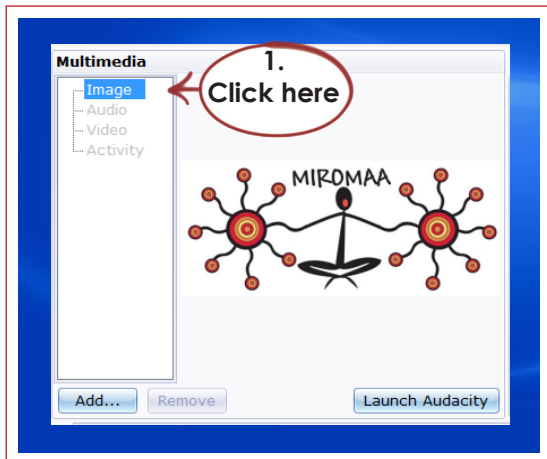 Multimedia
1.
Click here
Image
Audio
Video
Activity
MIROMAA
Add...
Remove
Launch Audacity